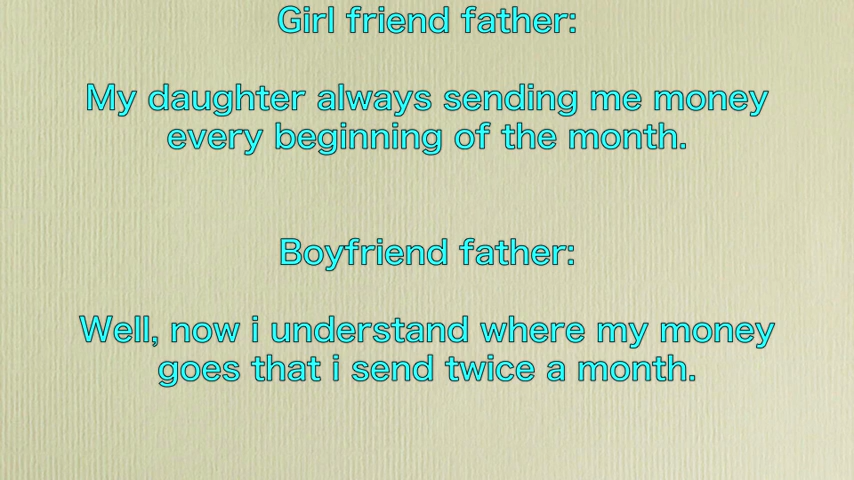 Girl friend father:
My daughter always sending me money
every beginning of the month.
Boyfriend father:
Well, now i understand where my money
goes that i send twice a month.